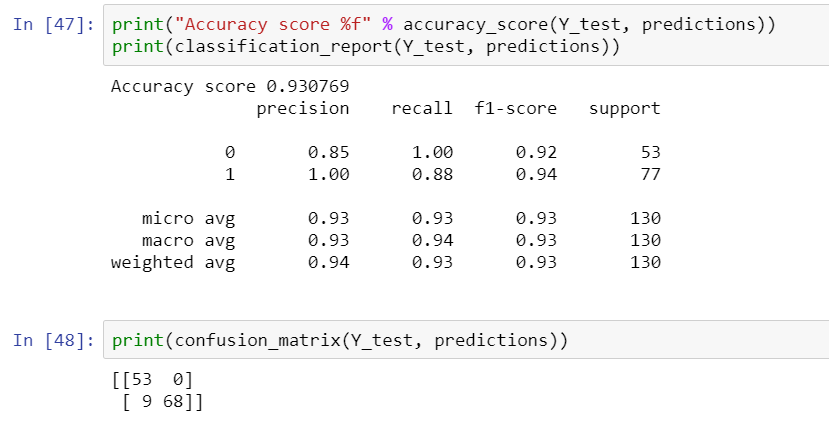 In [47]: print("Accuracy score %f" % accuracy_score(Y_test, predictions))
print(classification_report(Y_test, predictions))
Accuracy score 0.930769
precision recall f1-score support
0 0.85 1.00 0.92 53
1 1.00 0.88 0.94 77
micro avg 0.93 0.93 0.93 130
macro avg 0.93 0.94 0.93 130
weighted avg 0.94 0.93 0.93 130
In [48]: print(confusion_matrix(Y_test, predictions))
[[53 0]
[ 9 68]]